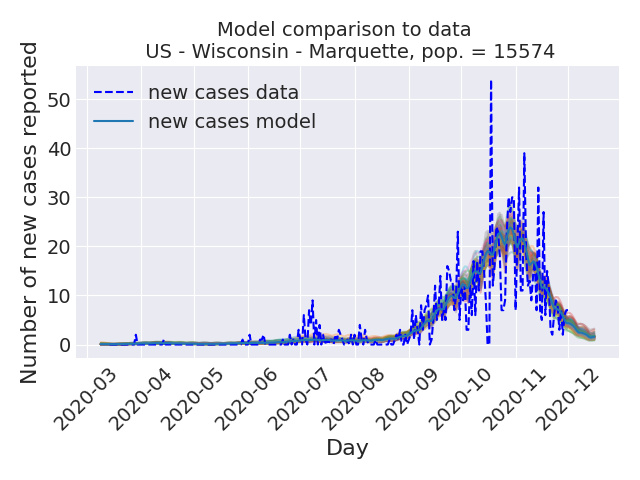 Model comparison to data
US - Wisconsin - Marquette, pop. = 15574
Number of new cases reported
50
40
30
20
10
0
new cases data
new cases model
2020-03
2020-04
2020-05
2020-06
2020-07
2020-08
2020-09
2020-10
2020-11
2020-12
Day